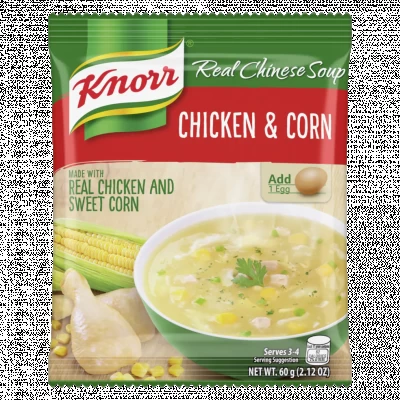 Knorr
Real Chinese Soup
CHICKEN & CORN
MADE WITH
REAL CHICKEN AND
SWEET CORN
Add
1 Egg
Serves 3-4
Serving Suggestion
NET WT. 60g (2.12 OZ)